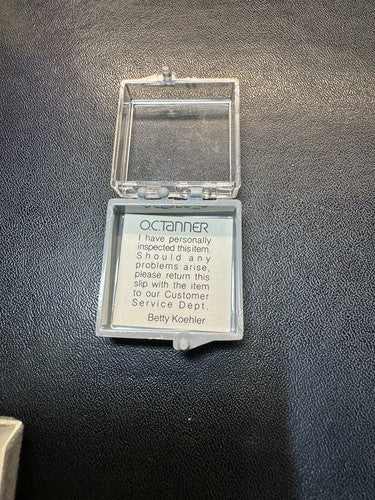 OCTANNER
I have personally
inspected this item.
Should any
problems arise,
please return this
slip with the item
to our Customer
Service Dept.
Betty Koehler